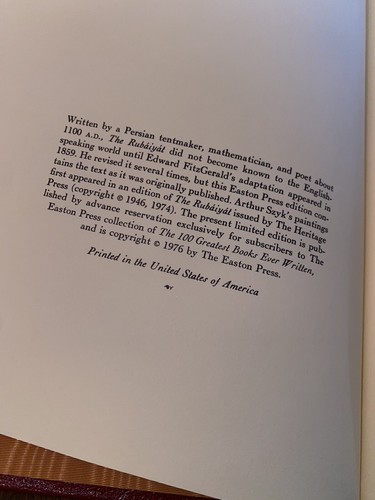 Written by a Persian tentmaker, mathematician, and poet about
1100 A.D., The Rubáiyát did not become known to the English-
speaking world until Edward FitzGerald's adaptation appeared in
1859. He revised it several times, but this Easton Press edition con-
tains the text as it was originally published. Arthur Szyk's paintings
first appeared in an edition of The Rubáiyát issued by The Heritage
Press (copyright © 1946, 1974). The present limited edition is pub-
lished by advance reservation exclusively for subscribers to The
Easton Press collection of The 100 Greatest Books Ever Written,
and is copyright © 1976 by The Easton Press.
Printed in the United States of America